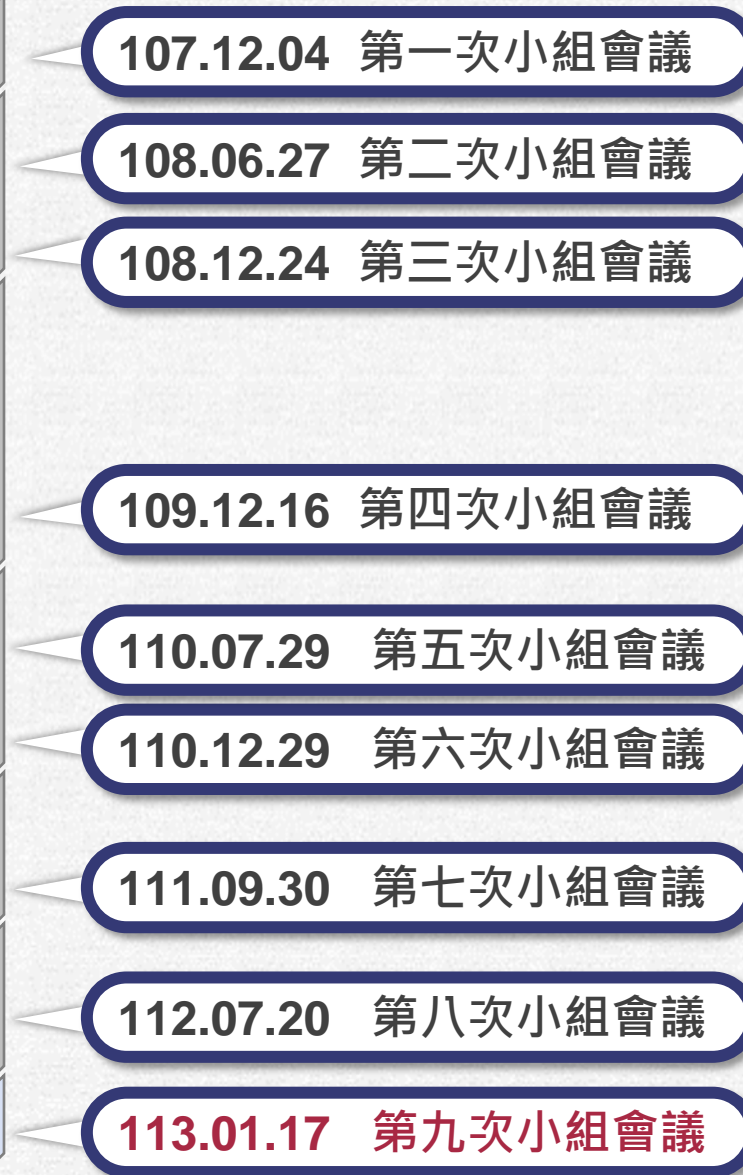 107.12.04 第一次小組會議
108.06.27 第二次小組會議
108.12.24 第三次小組會議
109.12.16 第四次小組會議
110.07.29 第五次小組會議
110.12.29 第六次小組會議
111.09.30 第七次小組會議
112.07.20 第八次小組會議
113.01.17 第九次小組會議